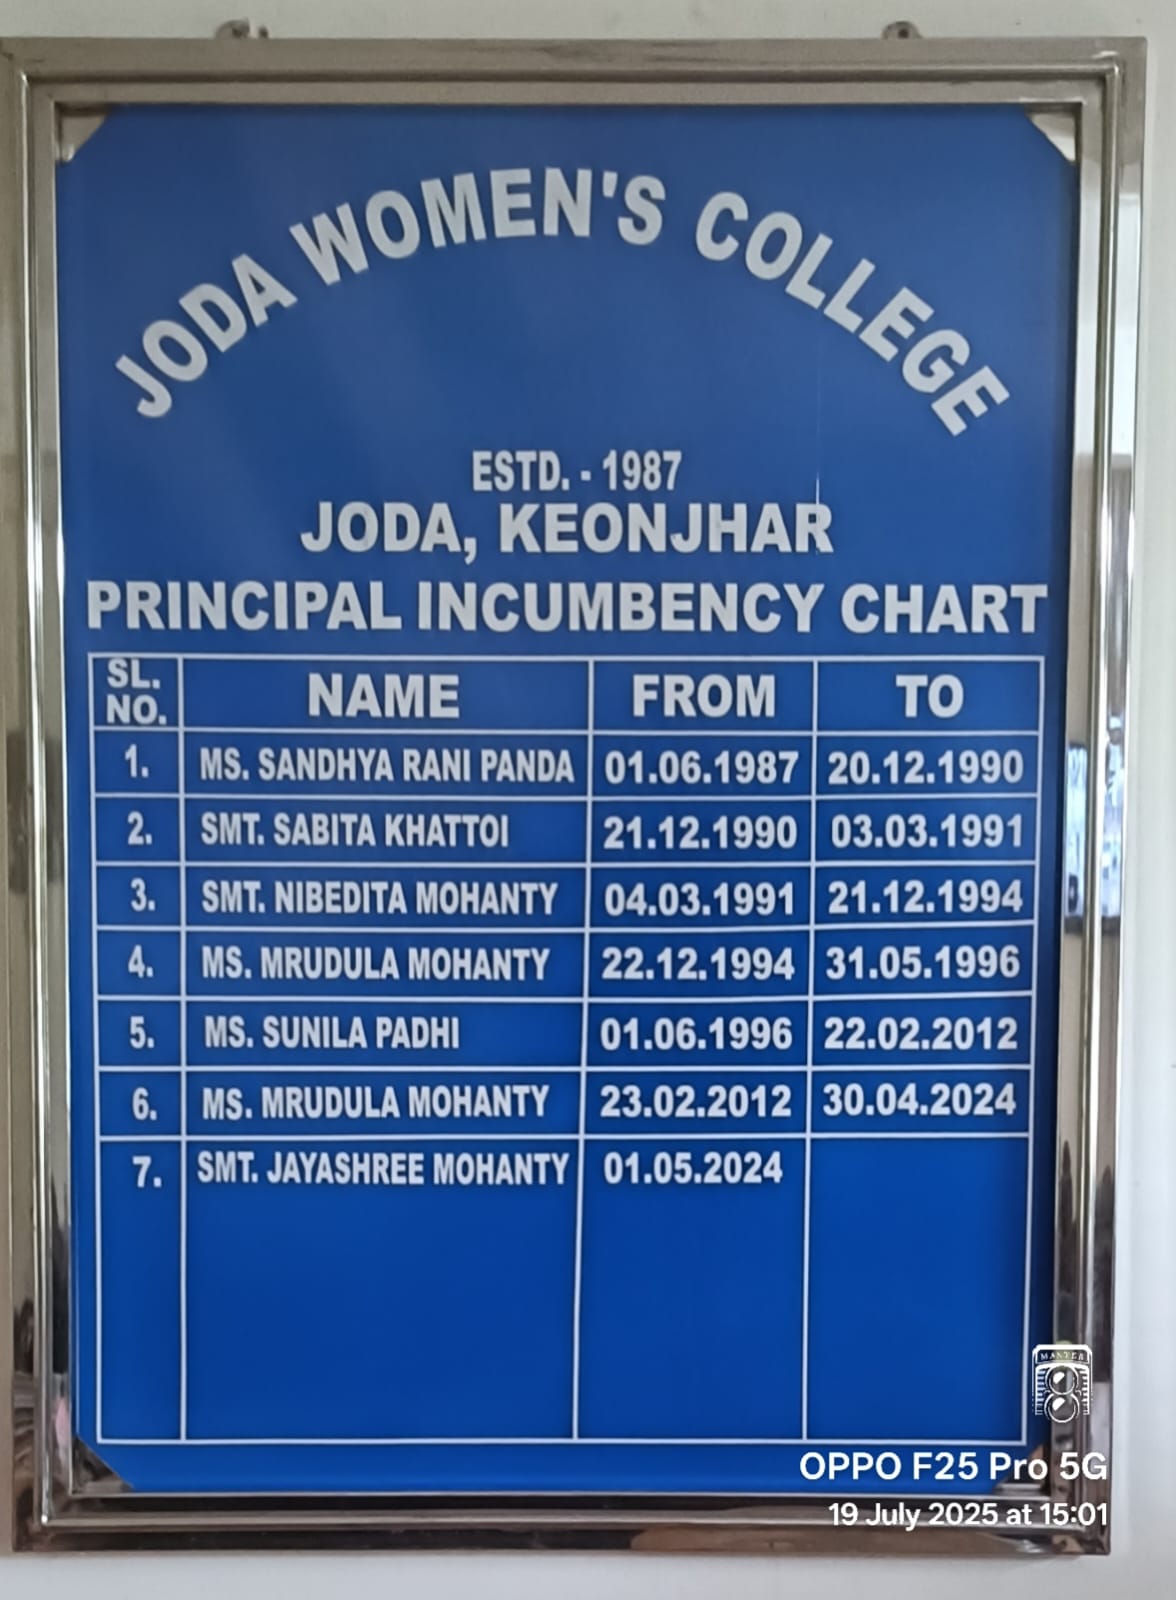 JODA WOMEN'S COLLEGE
ESTD. - 1987
JODA, KEONJHAR
PRINCIPAL INCUMBENCY CHART
SL. NO. NAME FROM TO
1. MS. SANDHYA RANI PANDA 01.06.1987 20.12.1990
2. SMT. SABITA KHATTOI 21.12.1990 03.03.1991
3. SMT. NIBEDITA MOHANTY 04.03.1991 21.12.1994
4. MS. MRUDULA MOHANTY 22.12.1994 31.05.1996
5. MS. SUNILA PADHI 01.06.1996 22.02.2012
6. MS. MRUDULA MOHANTY 23.02.2012 30.04.2024
7. SMT. JAYASHREE MOHANTY 01.05.2024
MASTER
OPPO F25 Pro 5G
19 July 2025 at 15:01